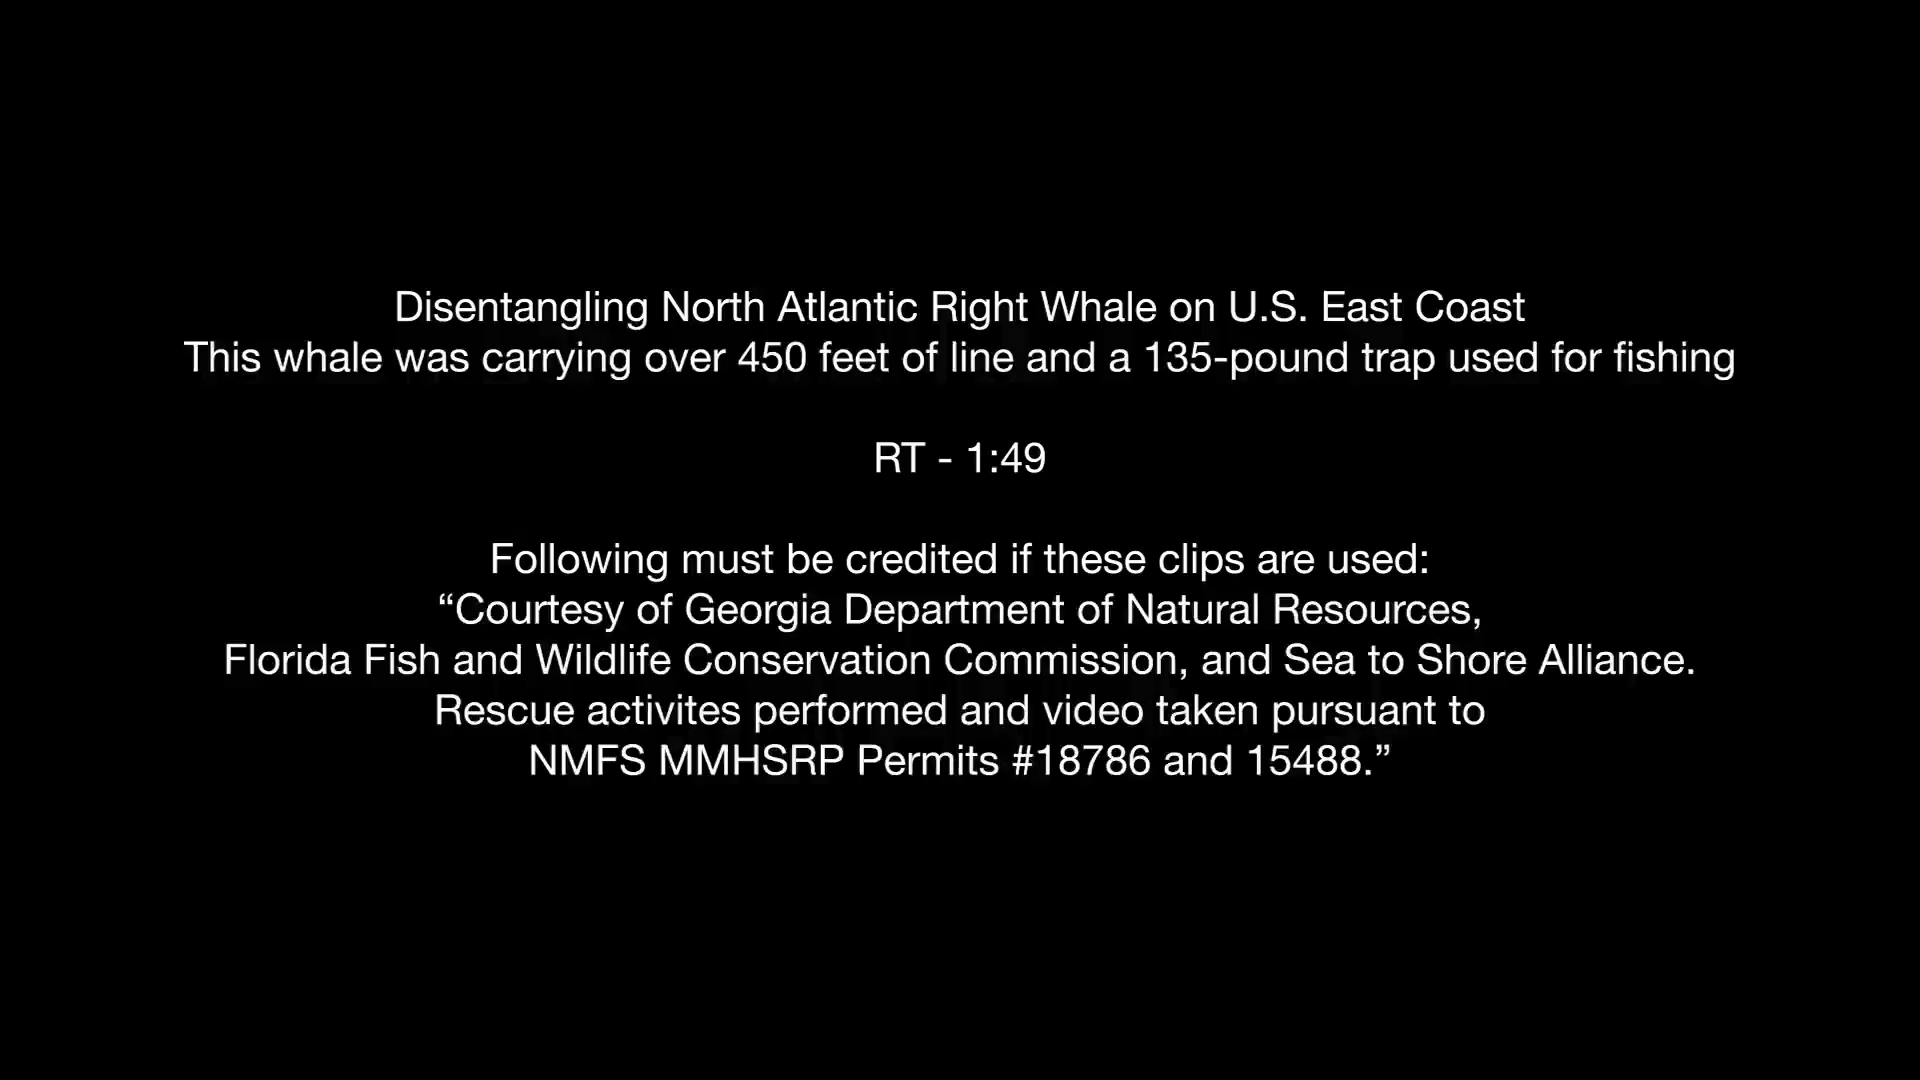 Disentangling North Atlantic Right Whale on U.S. East Coast
This whale was carrying over 450 feet of line and a 135-pound trap used for fishing
RT - 1:49
Following must be credited if these clips are used:
“Courtesy of Georgia Department of Natural Resources,
Florida Fish and Wildlife Conservation Commission, and Sea to Shore Alliance.
Rescue activites performed and video taken pursuant to
NMFS MMHSRP Permits #18786 and 15488.”